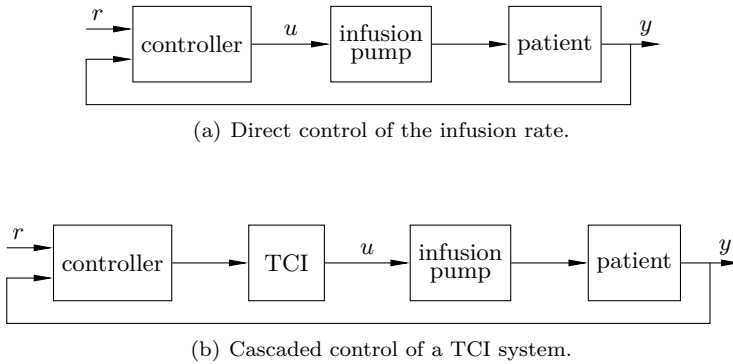 r
controller
u
infusion
pump
patient
y
(a) Direct control of the infusion rate.
r
controller
TCI
u
infusion
pump
patient
y
(b) Cascaded control of a TCI system.